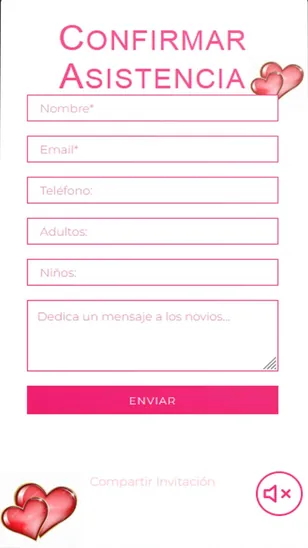 CONFIRMAR
ASISTENCIA
Nombre*
Email*
Teléfono:
Adultos:
Niños:
Dedica un mensaje a los novios...
ENVIAR
Compartir Invitación